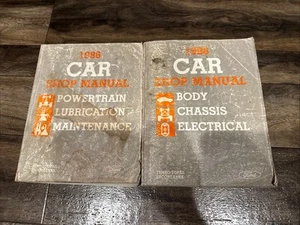 1986
CAR
SHOP MANUAL
POWERTRAIN
LUBRICATION
MAINTENANCE
1986
CAR
SHOP MANUAL
BODY
CHASSIS
ELECTRICAL